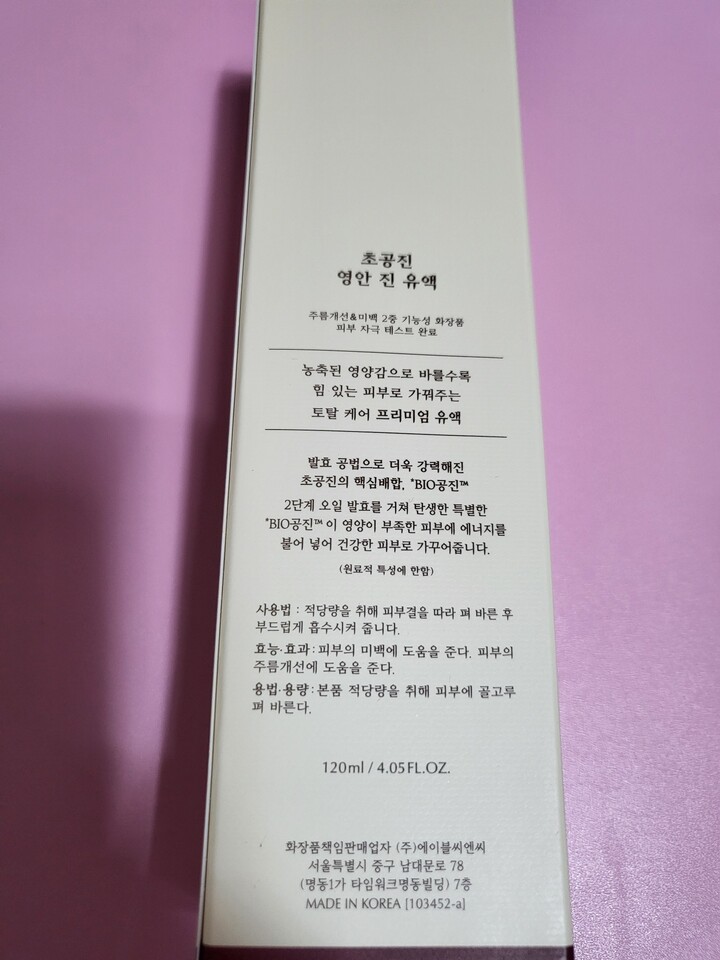 초공진
영안 진 유액
주름개선&미백 2중 기능성 화장품
피부 자극 테스트 완료
농축된 영양감으로 바를수록
힘 있는 피부로 가꿔주는
토탈 케어 프리미엄 유액
발효 공법으로 더욱 강력해진
초공진의 핵심배합, *BIO공진™
2단계 오일 발효를 거쳐 탄생한 특별한
*BIO공진™ 이 영양이 부족한 피부에 에너지를
불어 넣어 건강한 피부로 가꾸어줍니다.
(원료적 특성에 한함)
사용법 : 적당량을 취해 피부결을 따라 펴 바른 후
부드럽게 흡수시켜 줍니다.
효능·효과 : 피부의 미백에 도움을 준다. 피부의
주름개선에 도움을 준다.
용법·용량 : 본품 적당량을 취해 피부에 골고루
펴 바른다.
120ml / 4.05FL.OZ.
화장품책임판매업자 (주)에이블씨엔씨
서울특별시 중구 남대문로 78
(명동1가 타임워크명동빌딩) 7층
MADE IN KOREA [103452-a]